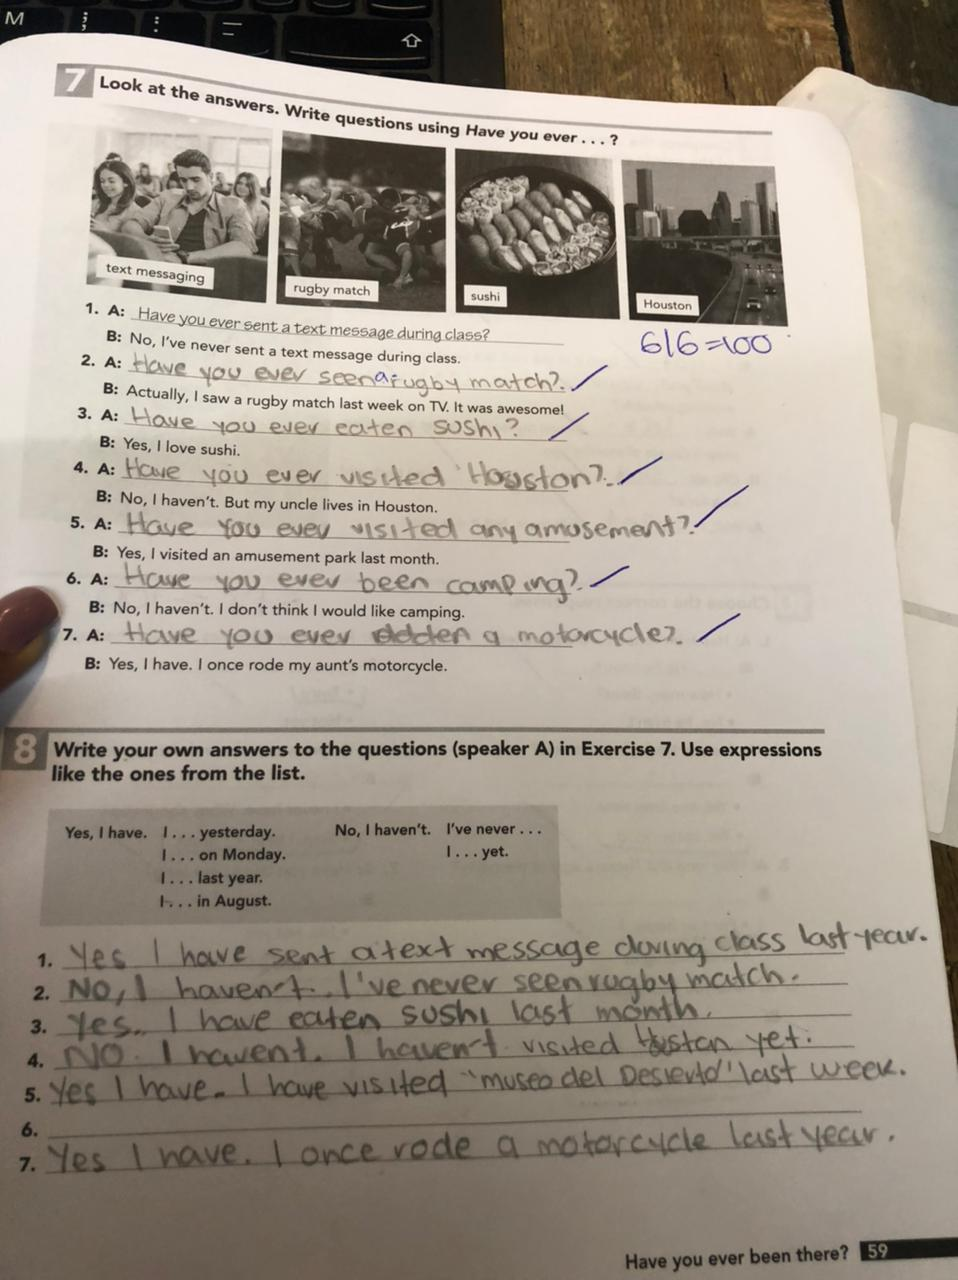 M
7 Look at the answers. Write questions using Have you ever . . . ?
text messaging
rugby match
sushi
Houston
616=100
1. A: Have you ever sent a text message during class?
B: No, I've never sent a text message during class.
2. A: Have you ever seen a rugby match?
B: Actually, I saw a rugby match last week on TV. It was awesome!
3. A: Have you ever eaten sushi?
B: Yes, I love sushi.
4. A: Have you ever visited Houston?
B: No, I haven't. But my uncle lives in Houston.
5. A: Have you ever visited any amusement?
B: Yes, I visited an amusement park last month.
6. A: Have you ever been camping?
B: No, I haven't. I don't think I would like camping.
7. A: Have you ever ridden a motorcycle?
B: Yes, I have. I once rode my aunt's motorcycle.
8 Write your own answers to the questions (speaker A) in Exercise 7. Use expressions
like the ones from the list.
Yes, I have. I . . . yesterday. No, I haven't. I've never . . .
I . . . on Monday. I . . . yet.
I . . . last year.
I . . . in August.
1. Yes I have sent a text message during class last year.
2. No, I haven't. I've never seen rugby match.
3. Yes. I have eaten sushi last month.
4. NO. I havent. I haven't visited Houston yet.
5. Yes I have. I have visited "museo del Desierto" last week.
6.
7. Yes I have. I once rode a motorcycle last year.
Have you ever been there? 59